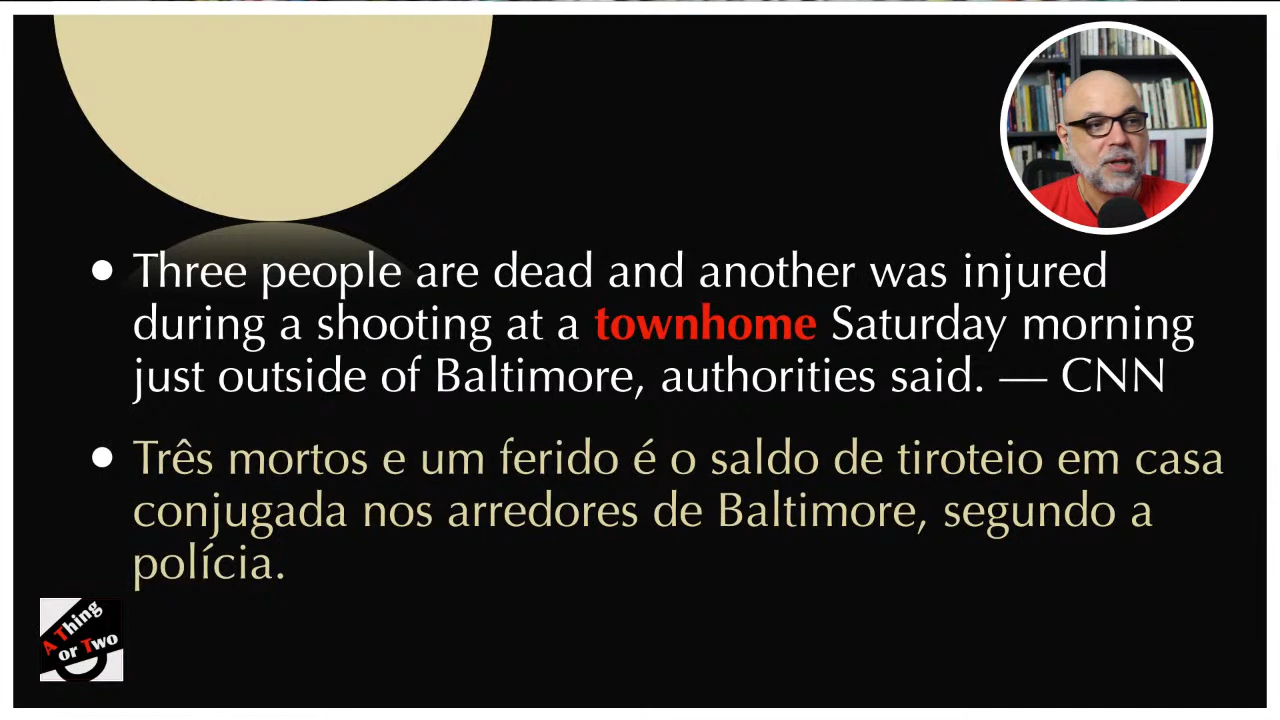 Three people are dead and another was injured
during a shooting at a townhome Saturday morning
just outside of Baltimore, authorities said. — CNN
Três mortos e um ferido é o saldo de tiroteio em casa
conjugada nos arredores de Baltimore, segundo a
polícia.
A Thing
or Two